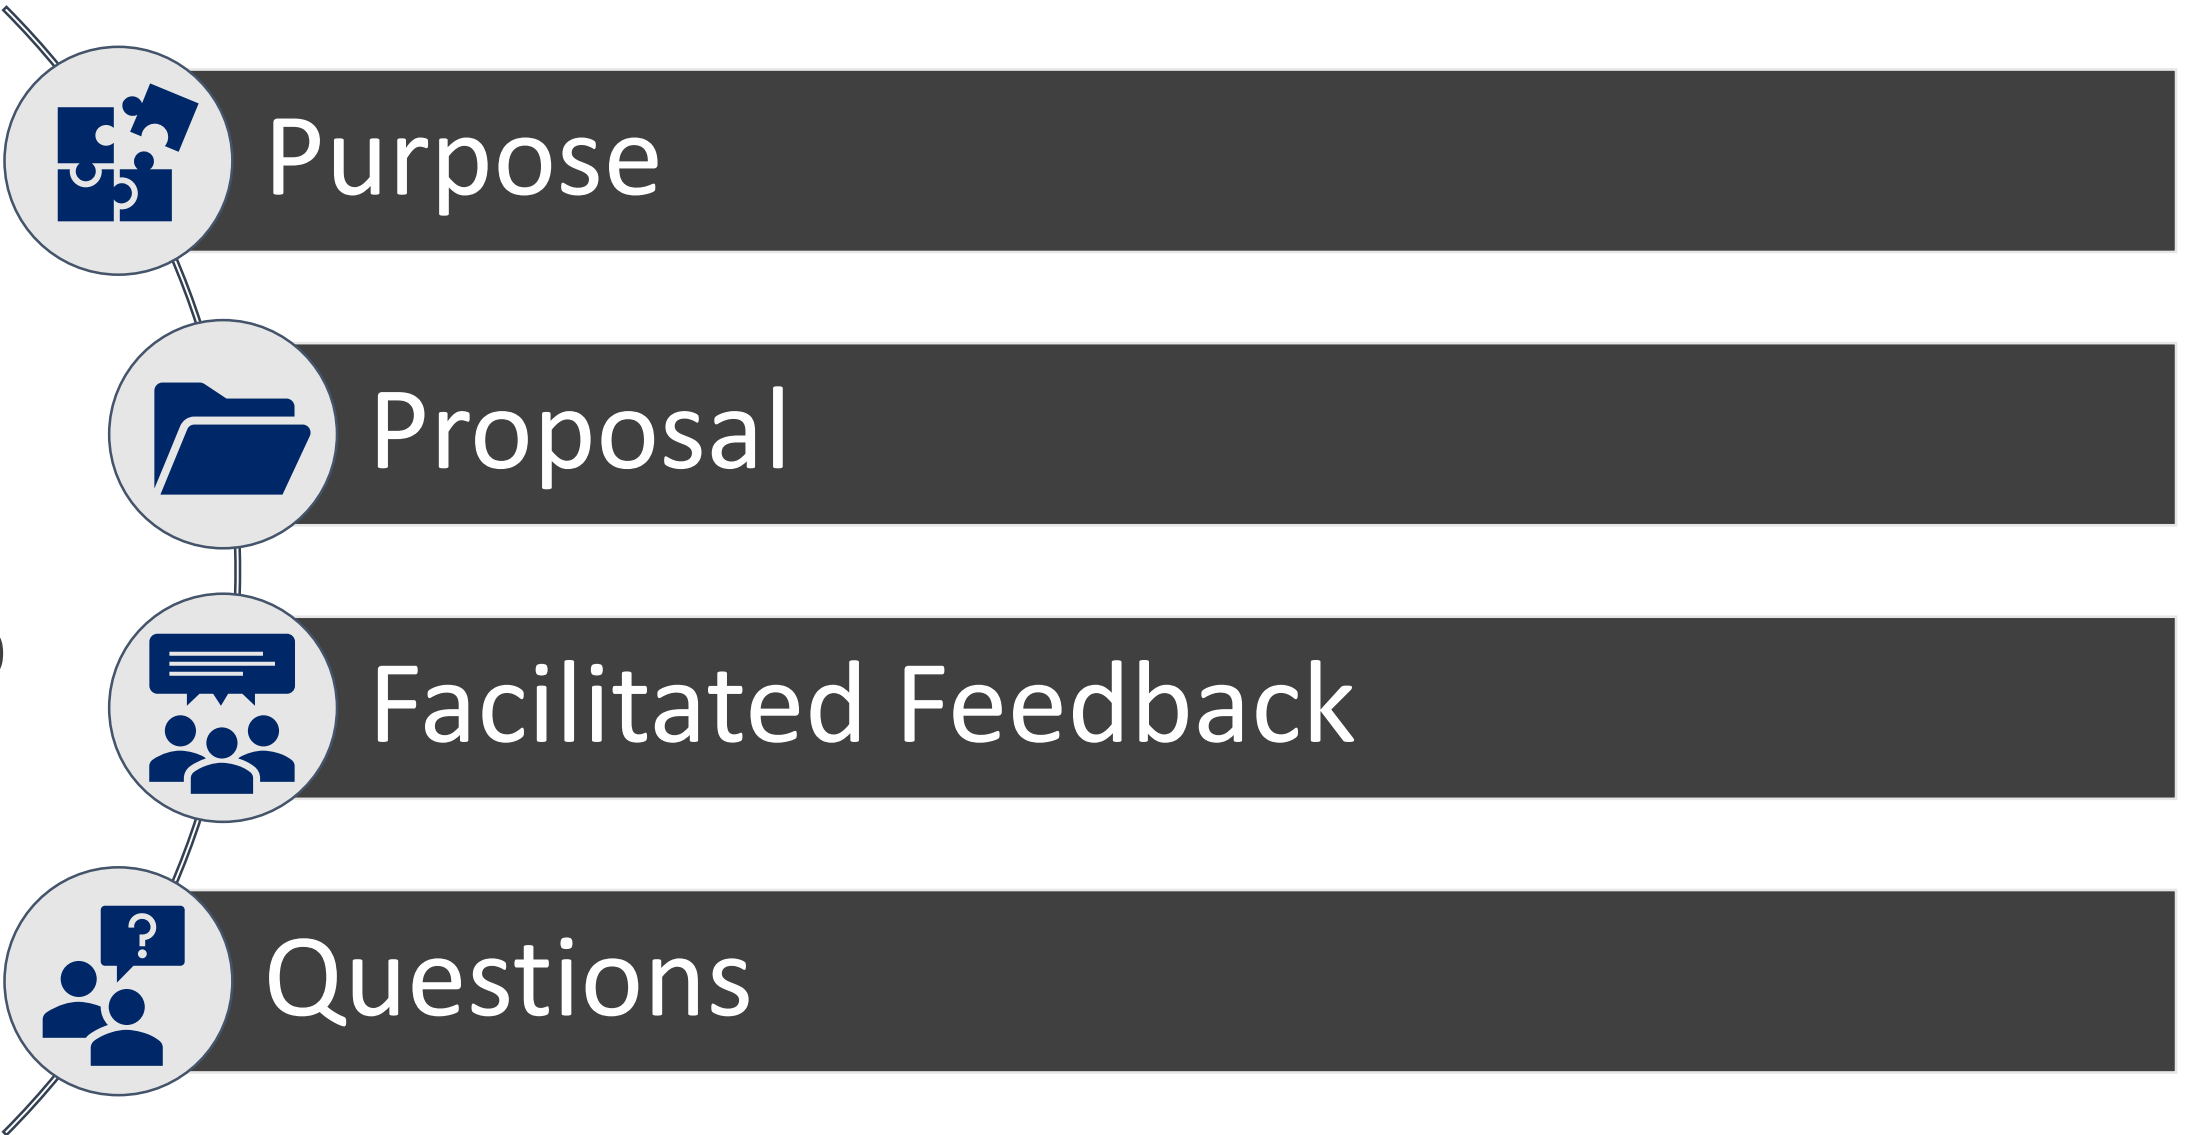 Purpose
Proposal
Facilitated Feedback
?
Questions